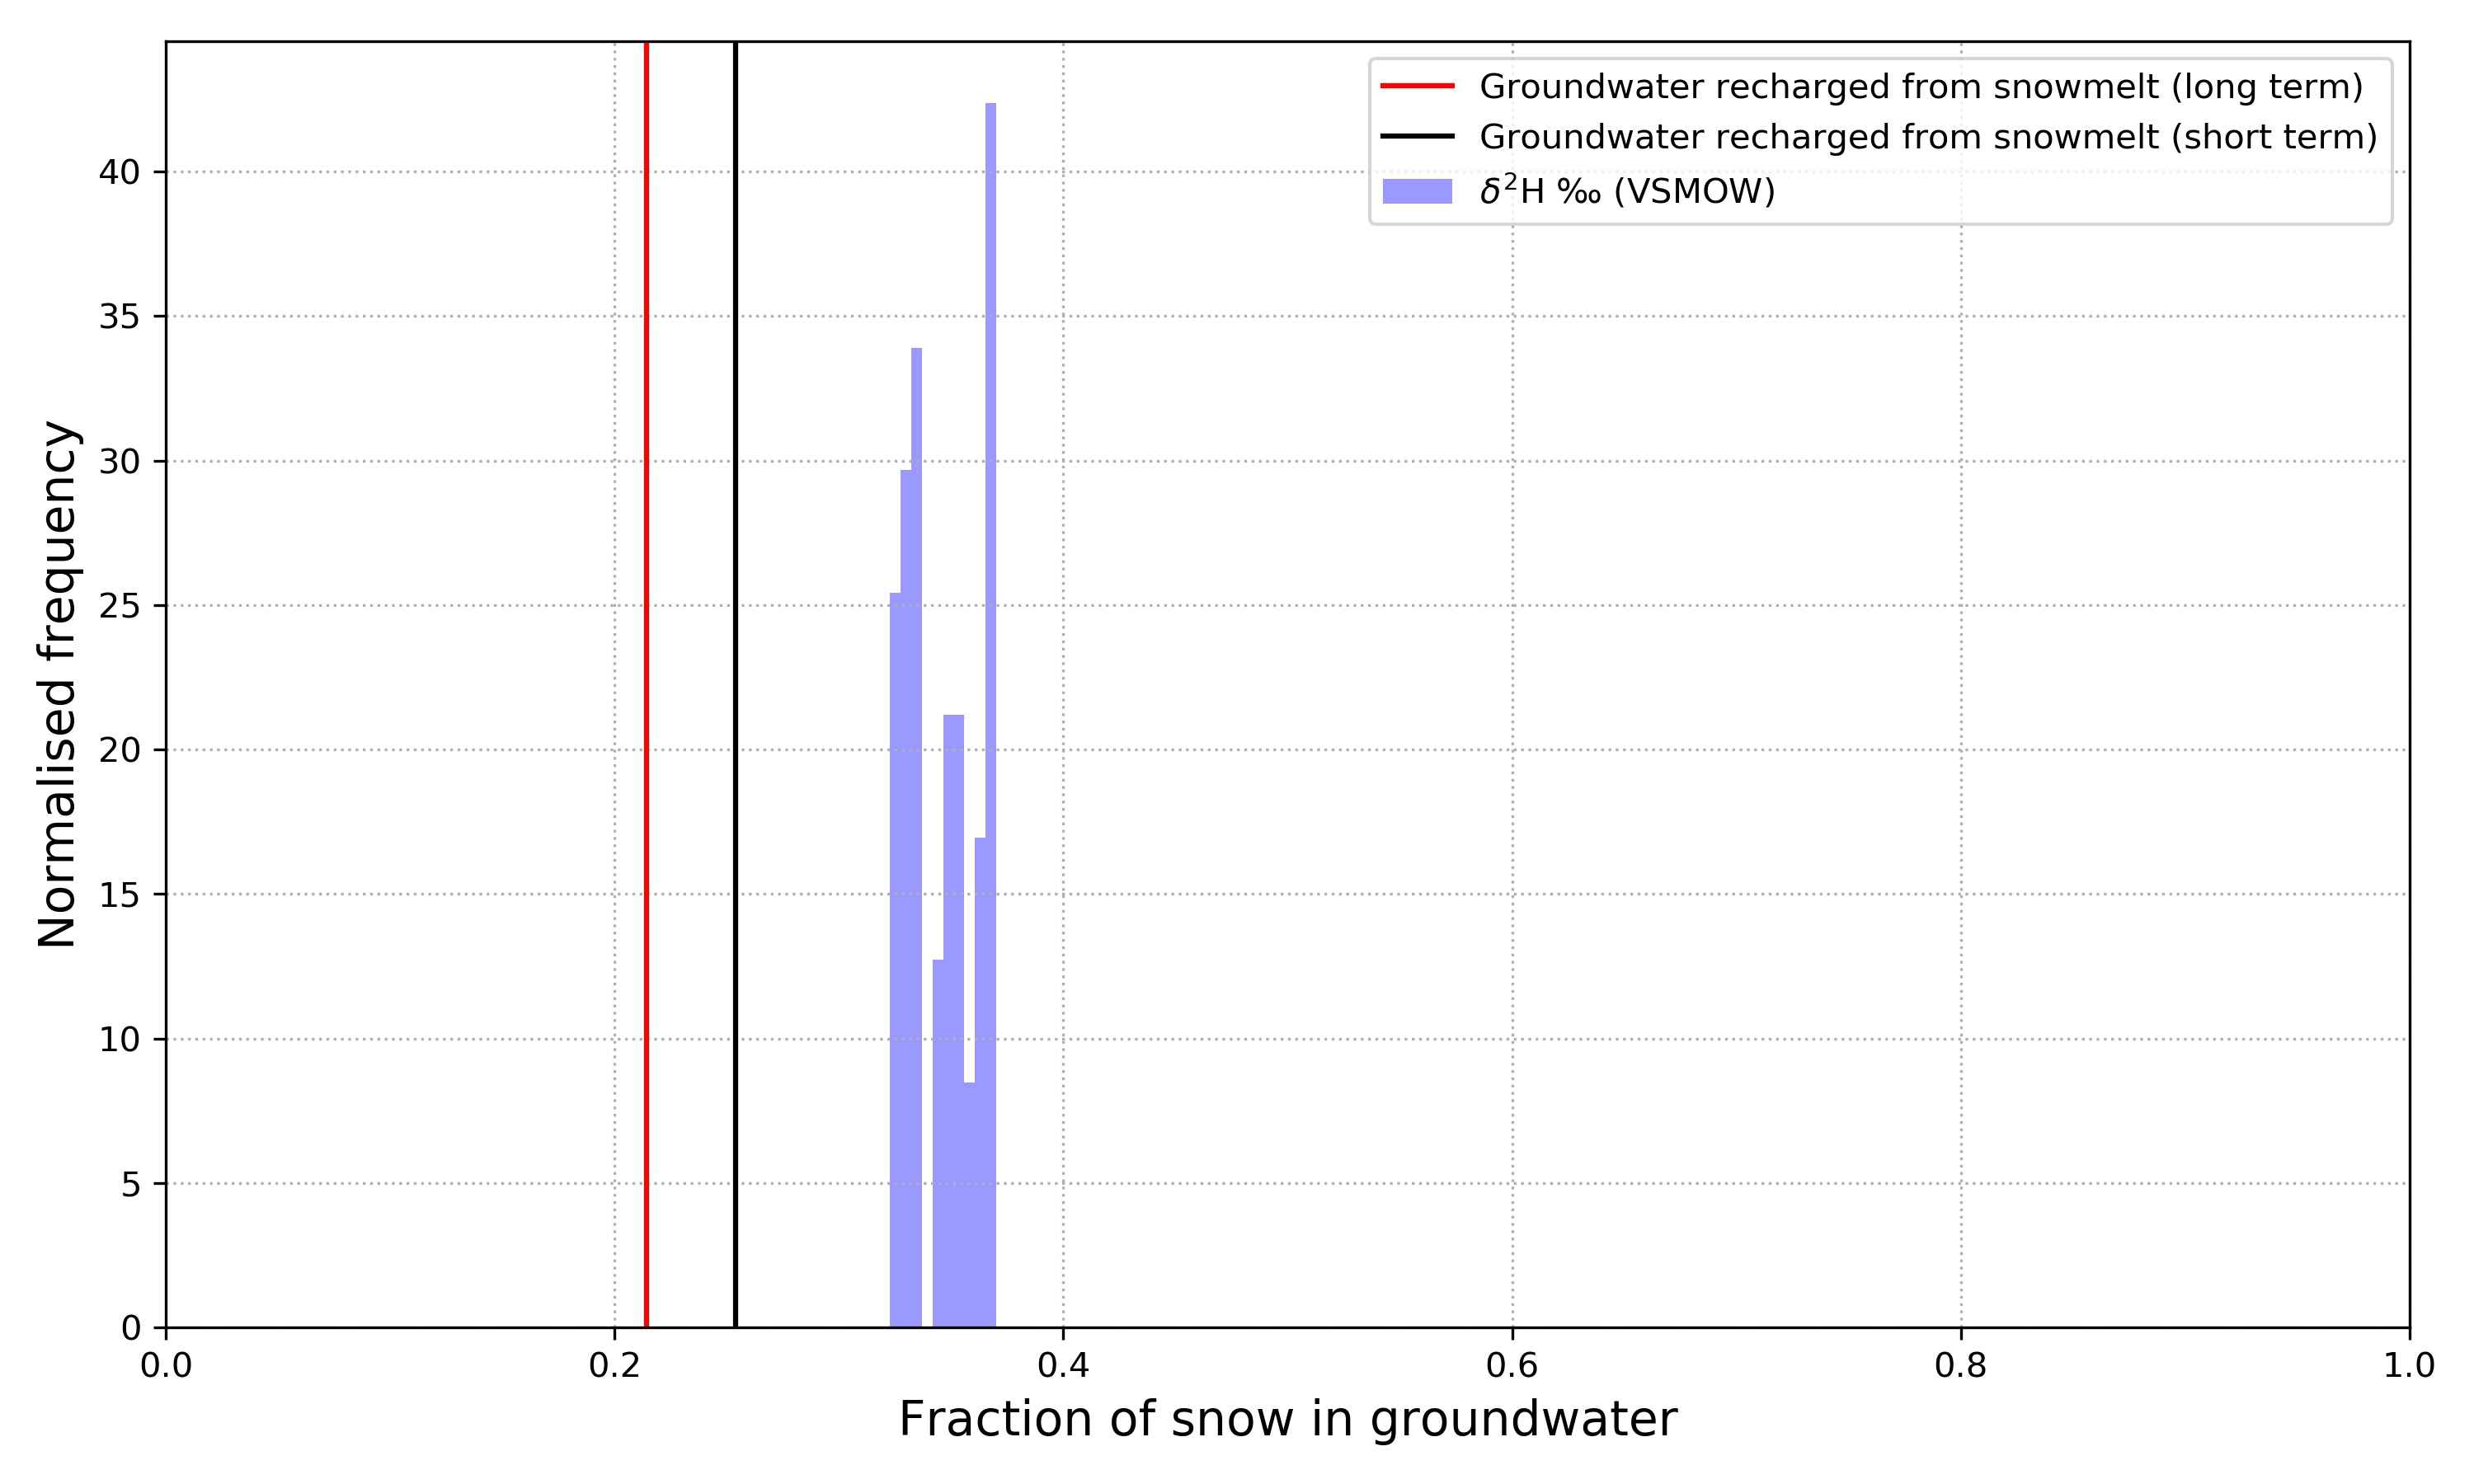 Groundwater recharged from snowmelt (long term)
Groundwater recharged from snowmelt (short term)
δ²H ‰ (VSMOW)
Normalised frequency
40
35
30
25
20
15
10
5
0
0.0 0.2 0.4 0.6 0.8 1.0
Fraction of snow in groundwater